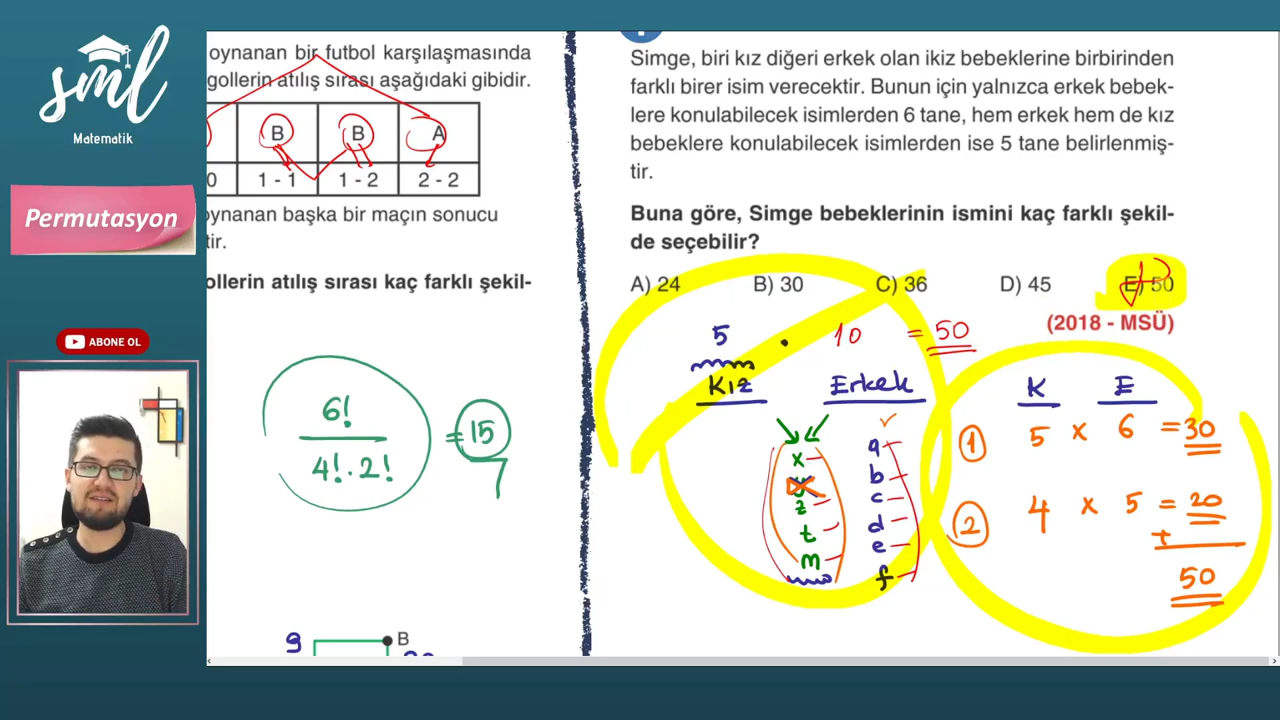 sml
Matematik
Permutasyon
ABONE OL
oynanan bir futbol karşılaşmasında
gollerin atılış sırası aşağıdaki gibidir.
B B A
0 1 - 1 1 - 2 2 - 2
oynanan başka bir maçın sonucu
tir.
ollerin atılış sırası kaç farklı şekil-
6!
4! . 2!
= 15
9 B
Simge, biri kız diğeri erkek olan ikiz bebeklerine birbirinden
farklı birer isim verecektir. Bunun için yalnızca erkek bebek-
lere konulabilecek isimlerden 6 tane, hem erkek hem de kız
bebeklere konulabilecek isimlerden ise 5 tane belirlenmiş-
tir.
Buna göre, Simge bebeklerinin ismini kaç farklı şekil-
de seçebilir?
A) 24 B) 30 C) 36 D) 45 E) 50
(2018 - MSÜ)
5 . 10 = 50
Kız Erkek
x a
b
z c
t d
m e
f
K E
1 5 x 6 = 30
2 4 x 5 = 20
+
50